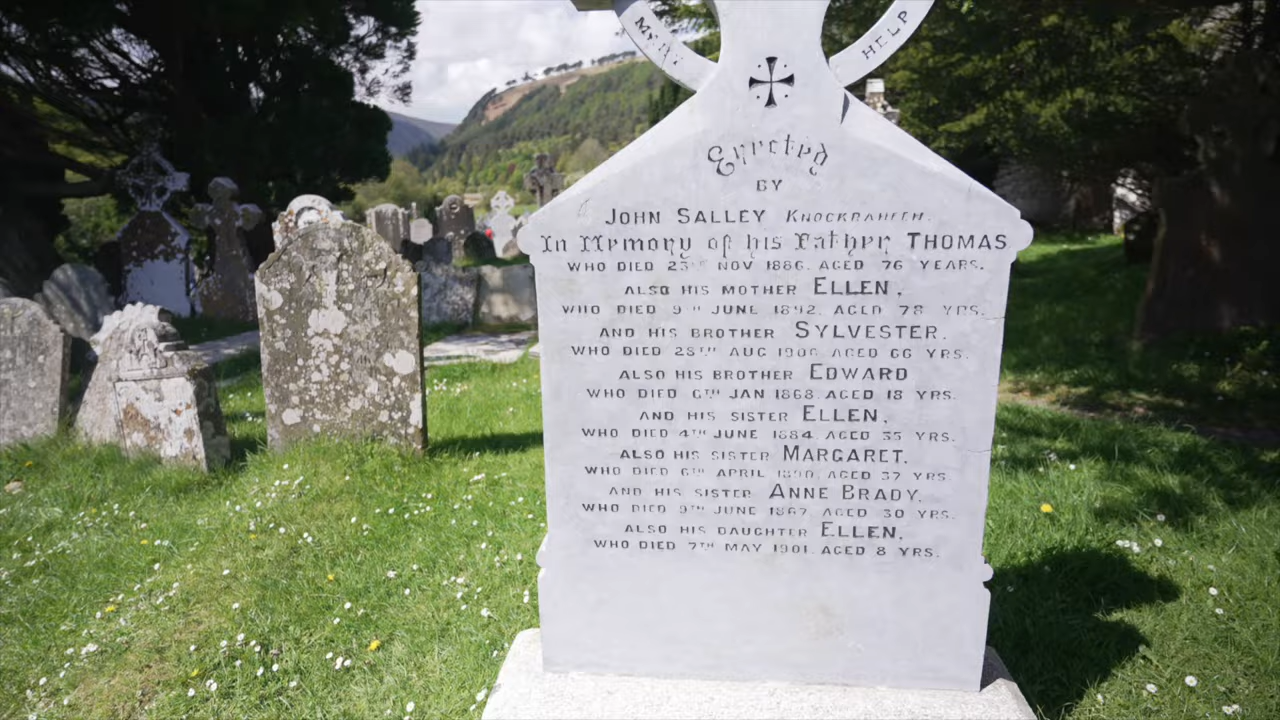 HELP
Erected
BY
JOHN SALLEY KNOCKRAHEEN.
In Memory of his Father THOMAS
WHO DIED 23RD NOV 1886. AGED 76 YEARS.
ALSO HIS MOTHER ELLEN,
WHO DIED 9TH JUNE 1892. AGED 78 YRS.
AND HIS BROTHER SYLVESTER.
WHO DIED 28TH AUG AGED 66 YRS.
ALSO HIS BROTHER EDWARD
WHO DIED 6TH JAN 1868. AGED 18 YRS.
AND HIS SISTER ELLEN,
WHO DIED 4TH JUNE 1884. AGED 35 YRS.
ALSO HIS SISTER MARGARET,
WHO DIED 6TH APRIL 1890. AGED 37 YRS
AND HIS SISTER ANNE BRADY,
WHO DIED 9TH JUNE 1867. AGED 30 YRS.
ALSO HIS DAUGHTER ELLEN.
WHO DIED 7TH MAY 1901. AGED 8 YRS.